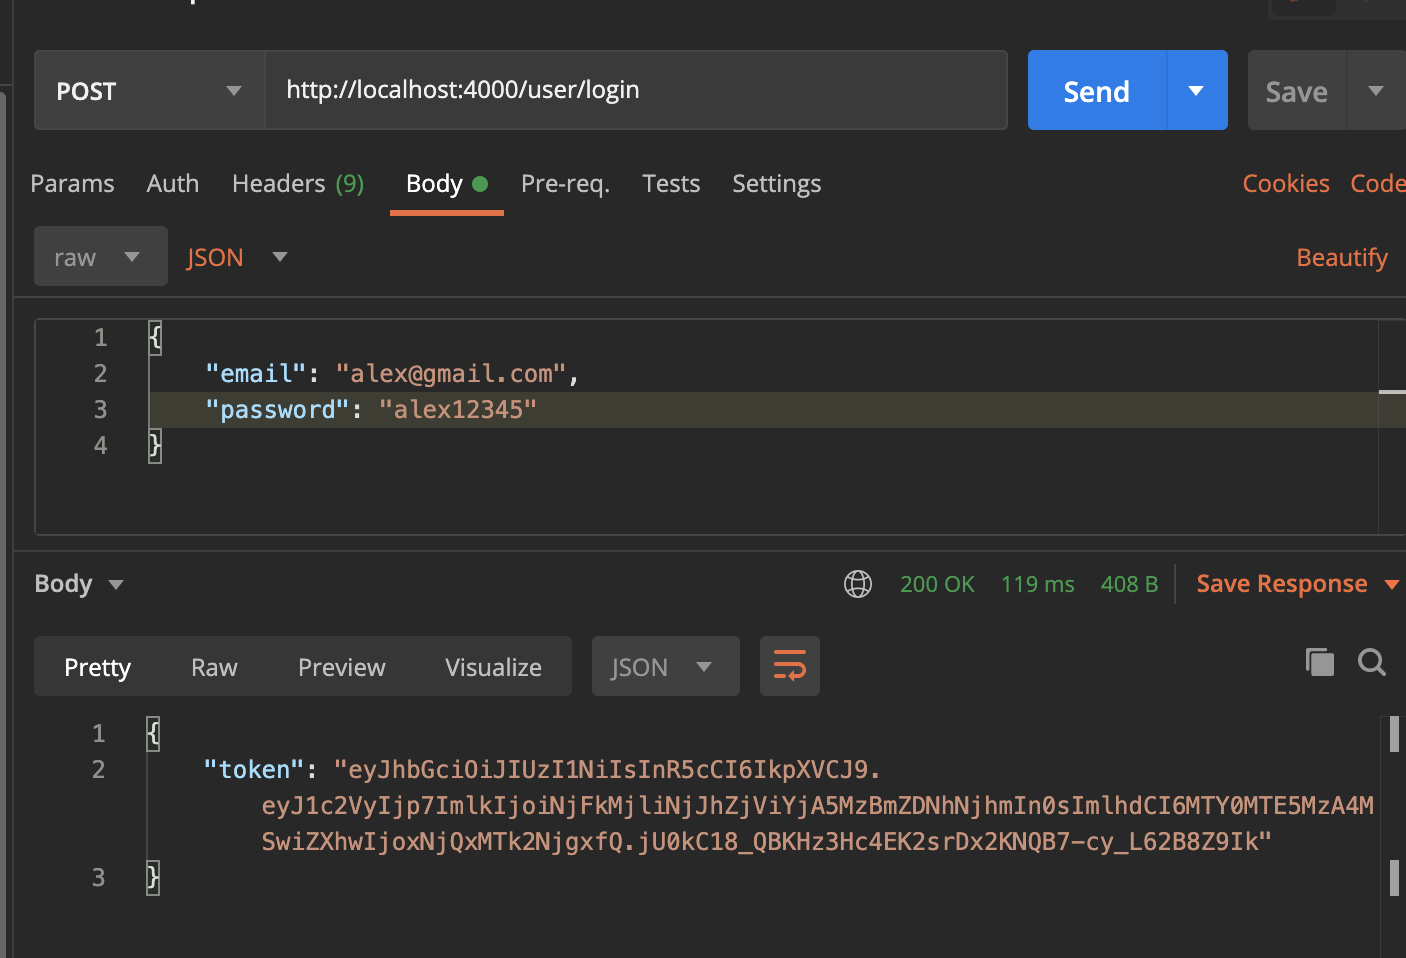 POST http://localhost:4000/user/login Send Save
Params Auth Headers (9) Body Pre-req. Tests Settings Cookies Code
raw JSON Beautify
1 {
2 "email": "alex@gmail.com",
3 "password": "alex12345"
4 }
Body 200 OK 119 ms 408 B Save Response
Pretty Raw Preview Visualize JSON
1 {
2 "token": "eyJhbGciOiJIUzI1NiIsInR5cCI6IkpXVCJ9.
eyJ1c2VyIjp7ImlkIjoiNjFkMjliNjJhZjViYjA5MzBmZDNhNjhmIn0sImlhdCI6MTY0MTE5MzA4M
SwiZXhwIjoxNjQxMTk2NjgxfQ.jU0kC18_QBKHz3Hc4EK2srDx2KNQB7-cy_L62B8Z9Ik"
3 }